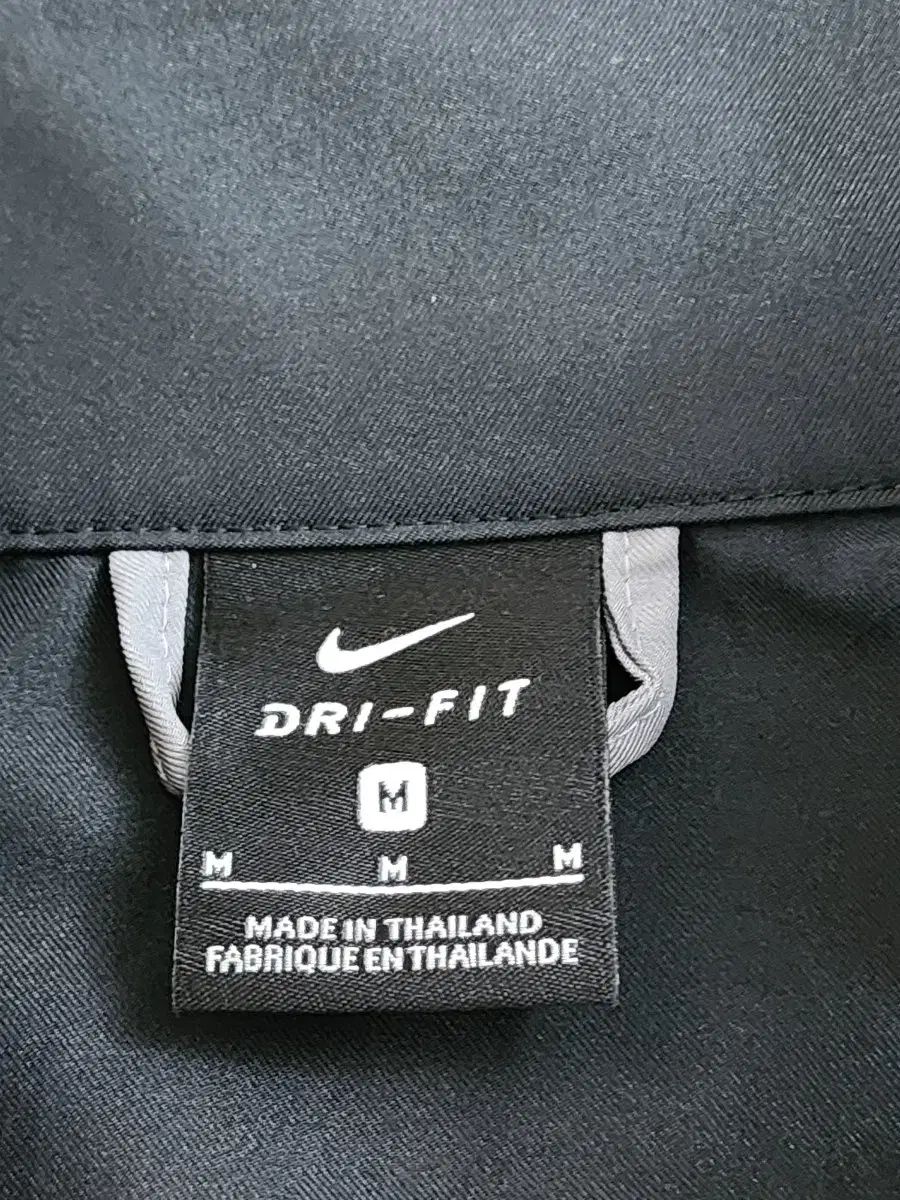 DRI-FIT
M
M M M
MADE IN THAILAND
FABRIQUE EN THAILANDE